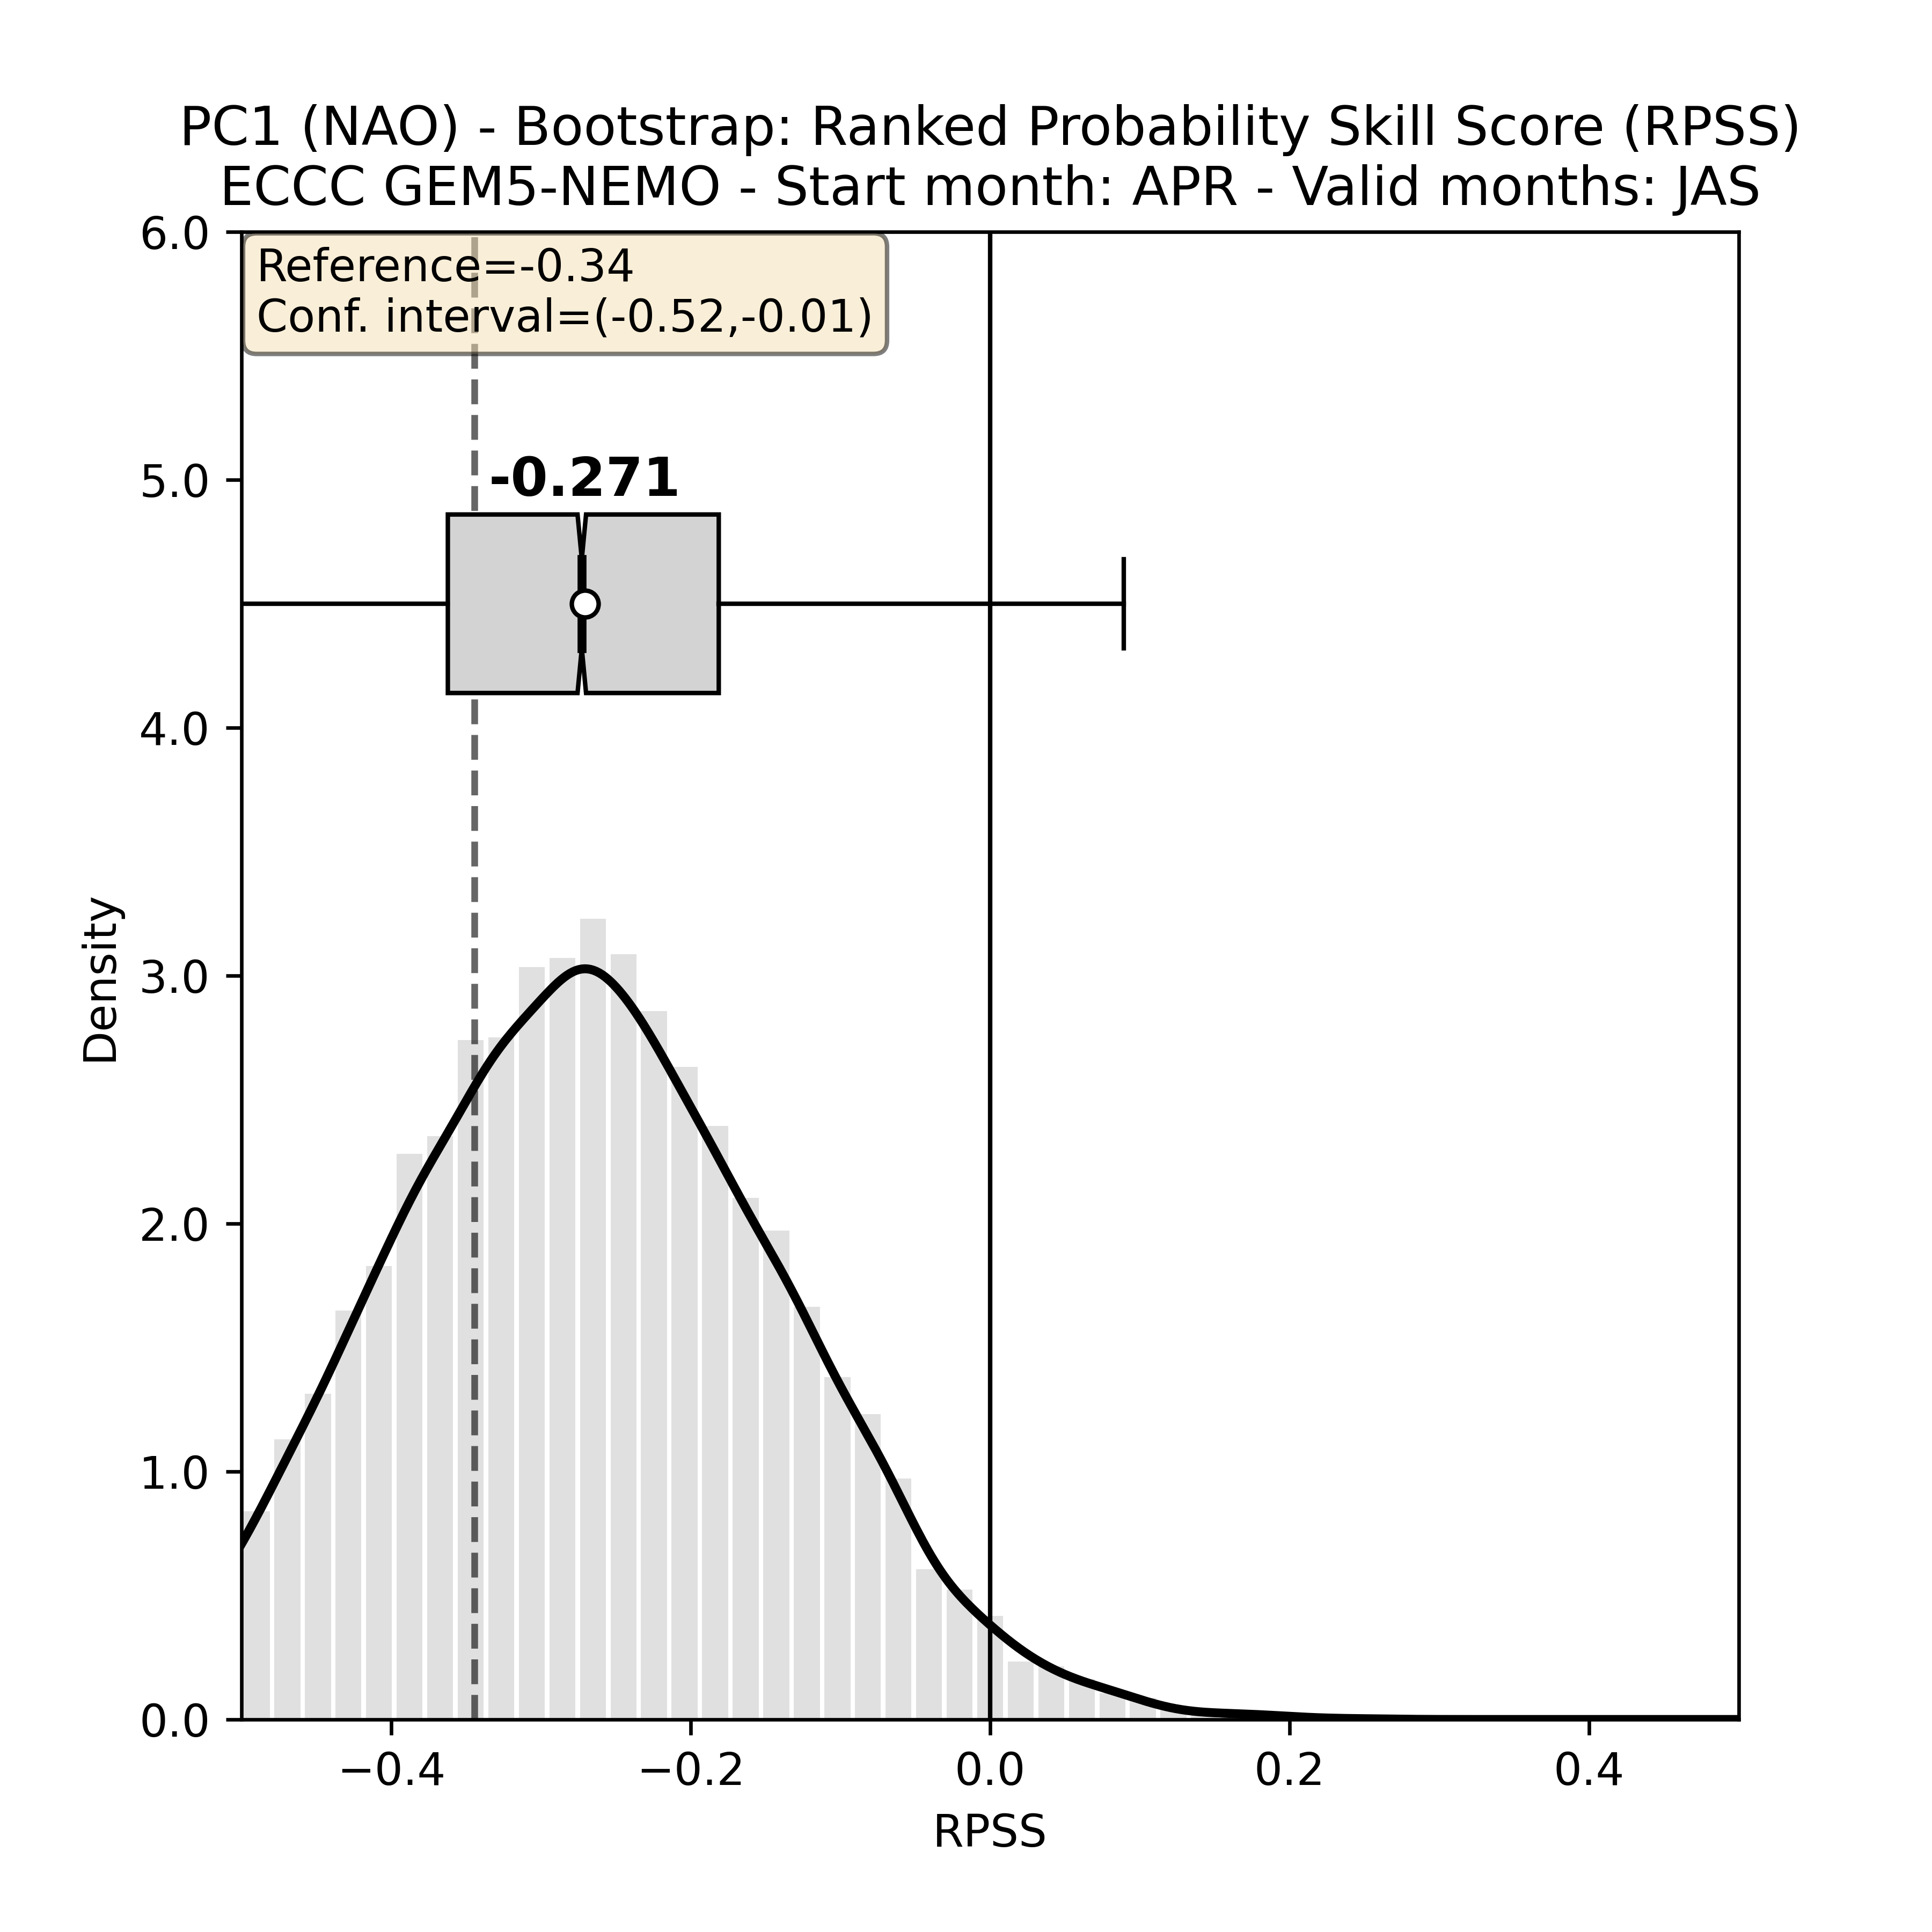 PC1 (NAO) - Bootstrap: Ranked Probability Skill Score (RPSS)
ECCC GEM5-NEMO - Start month: APR - Valid months: JAS
6.0
Reference=-0.34
Conf. interval=(-0.52,-0.01)
5.0
-0.271
4.0
Density
3.0
2.0
1.0
0.0
−0.4
−0.2
0.0
0.2
0.4
RPSS